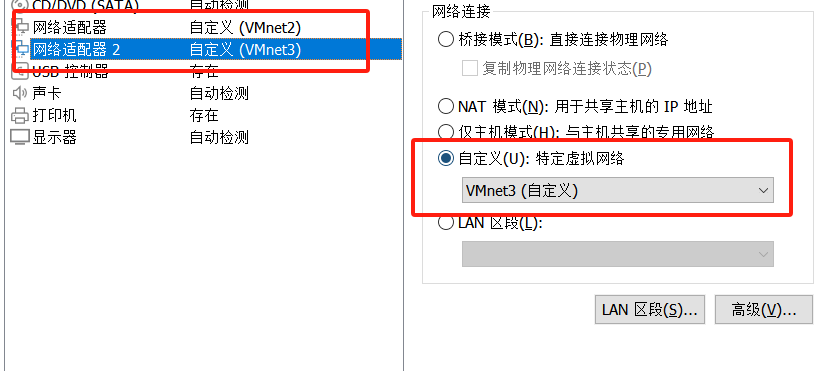 CD/DVD (SATA) 自动检测
网络适配器 自定义 (VMnet2)
网络适配器 2 自定义 (VMnet3)
USB 控制器 存在
声卡 自动检测
打印机 存在
显示器 自动检测
网络连接
桥接模式(B): 直接连接物理网络
复制物理网络连接状态(P)
NAT 模式(N): 用于共享主机的 IP 地址
仅主机模式(H): 与主机共享的专用网络
自定义(U): 特定虚拟网络
VMnet3 (自定义)
LAN 区段(L):
LAN 区段(S)... 高级(V)...